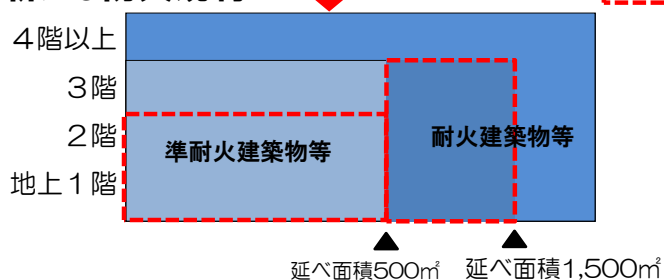 4階以上
3階
2階
地上1階
準耐火建築物等
耐火建築物等
延べ面積500㎡
延べ面積1,500㎡